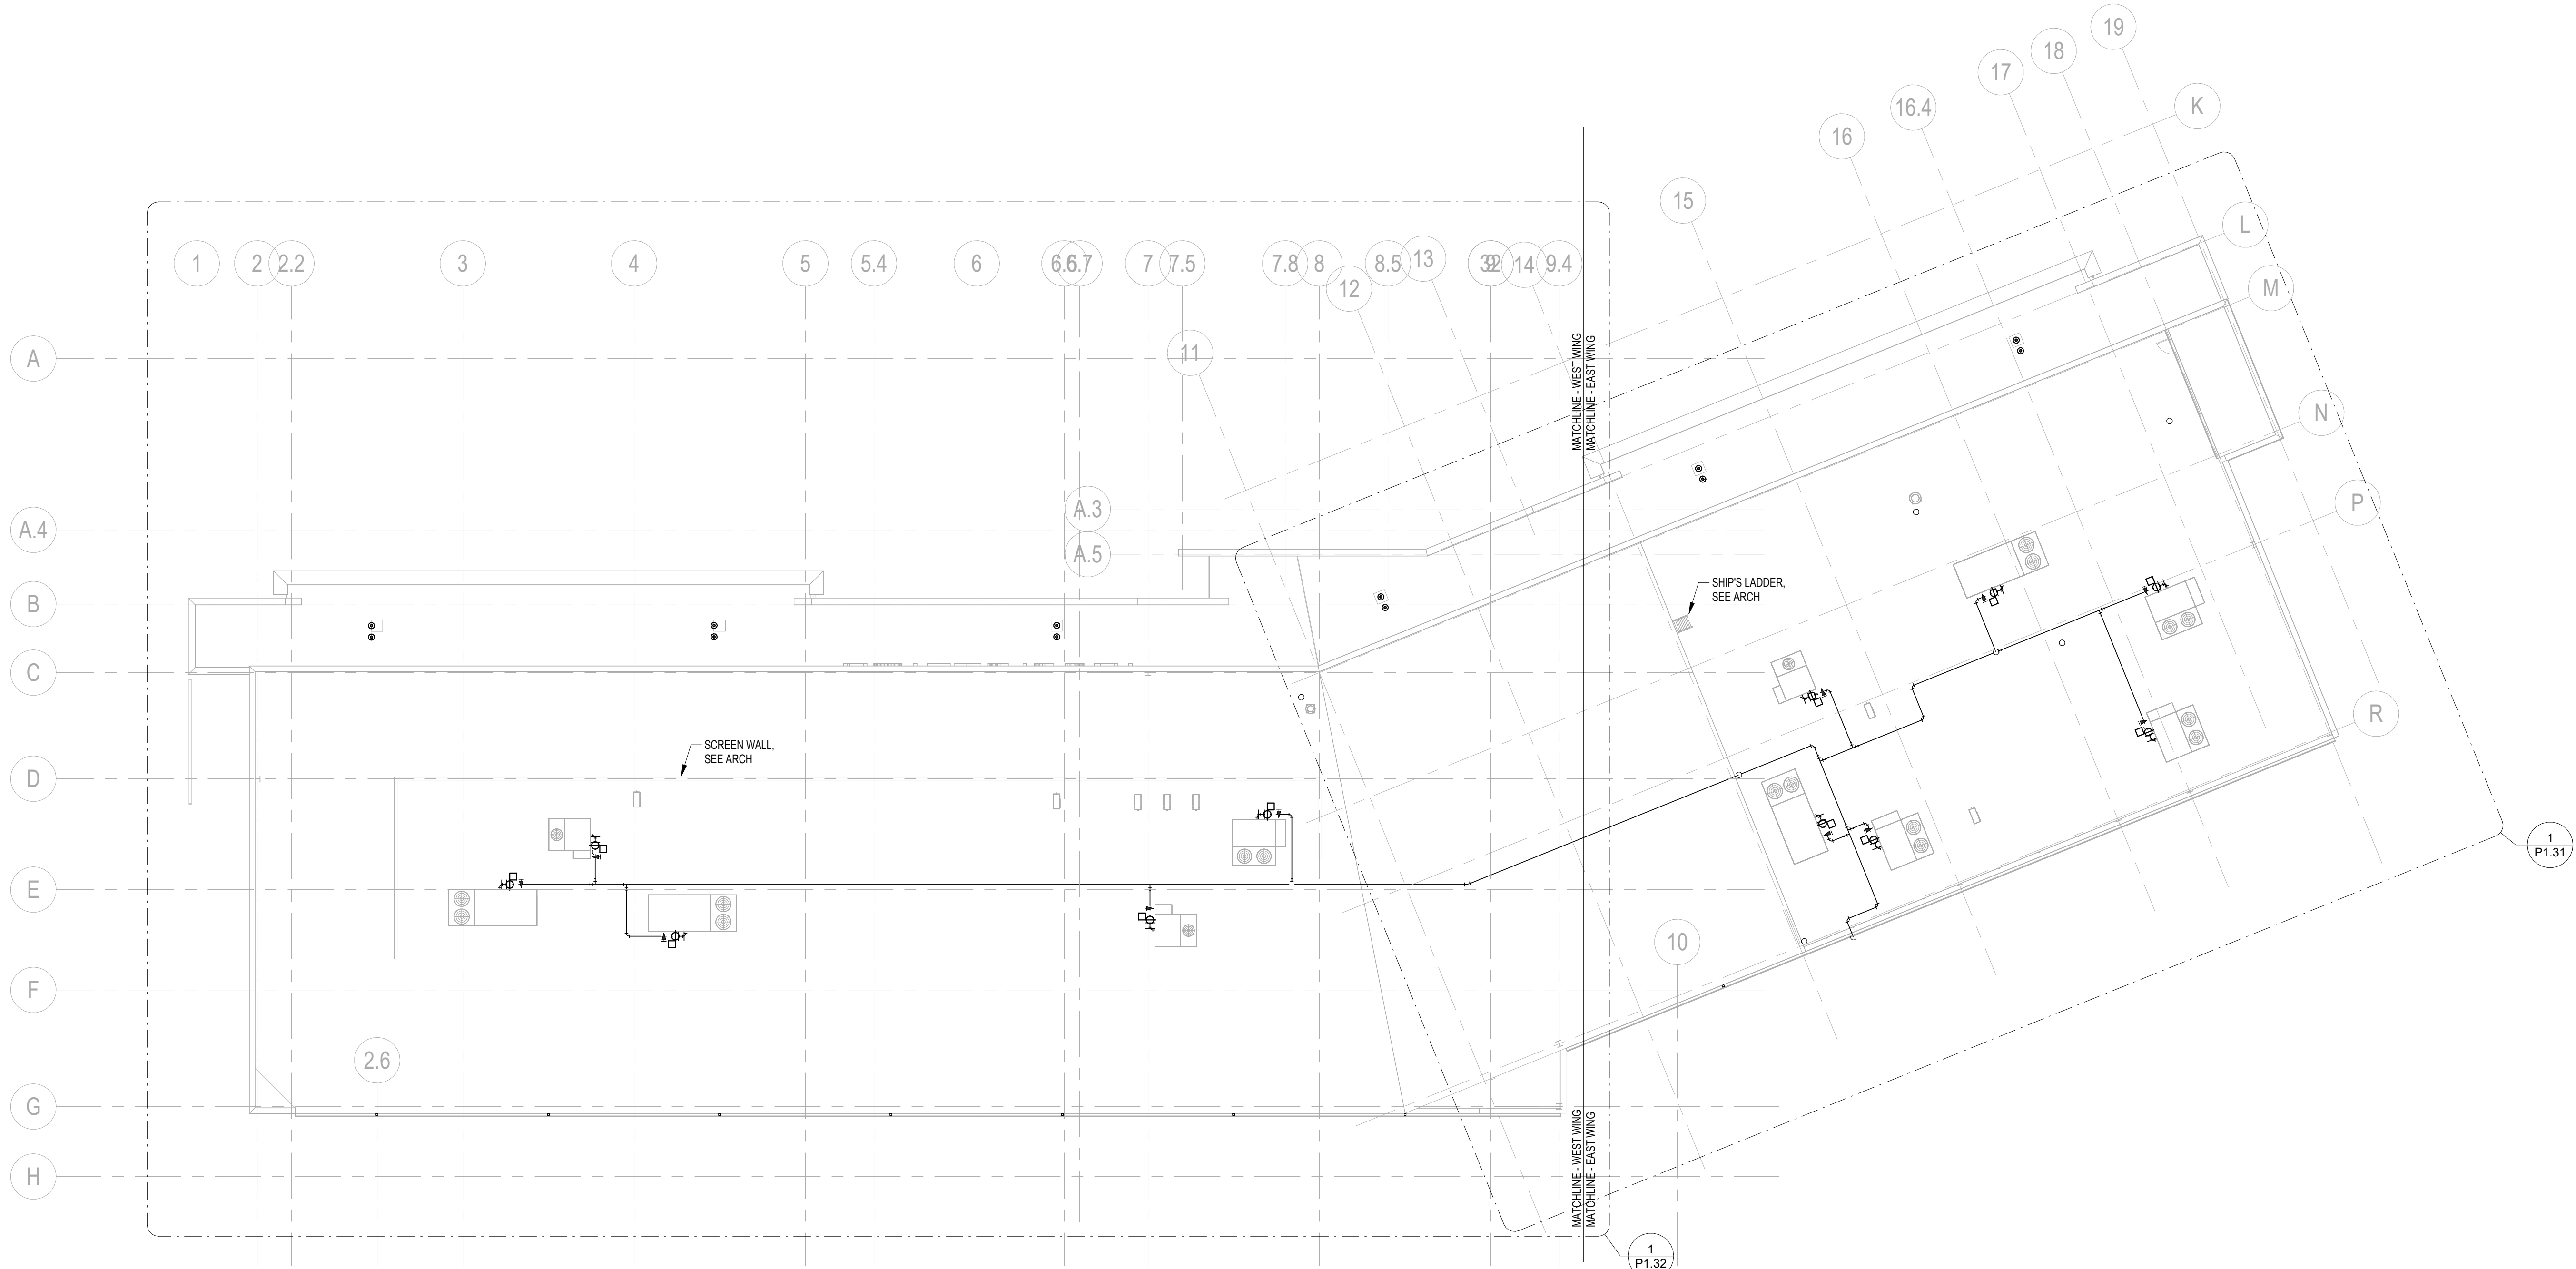 19
18
17
K
16.4
16
15
L
1
2
2.2
3
4
5
5.4
6
6.6
6.7
7
7.5
7.8
8
8.5
13
9
14
9.4
12
M
11
A
MATCHLINE - WEST WING
MATCHLINE - EAST WING
N
P
A.3
A.4
A.5
SHIP'S LADDER,
SEE ARCH
B
C
R
SCREEN WALL,
SEE ARCH
D
1
P1.31
E
10
F
2.6
G
MATCHLINE - WEST WING
MATCHLINE - EAST WING
H
1
P1.32